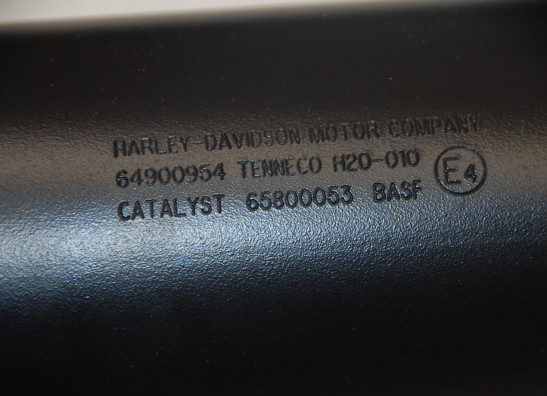 HARLEY-DAVIDSON MOTOR COMPANY
64900954 TENNECO H20-010
CATALYST 65800053 BASF
E4